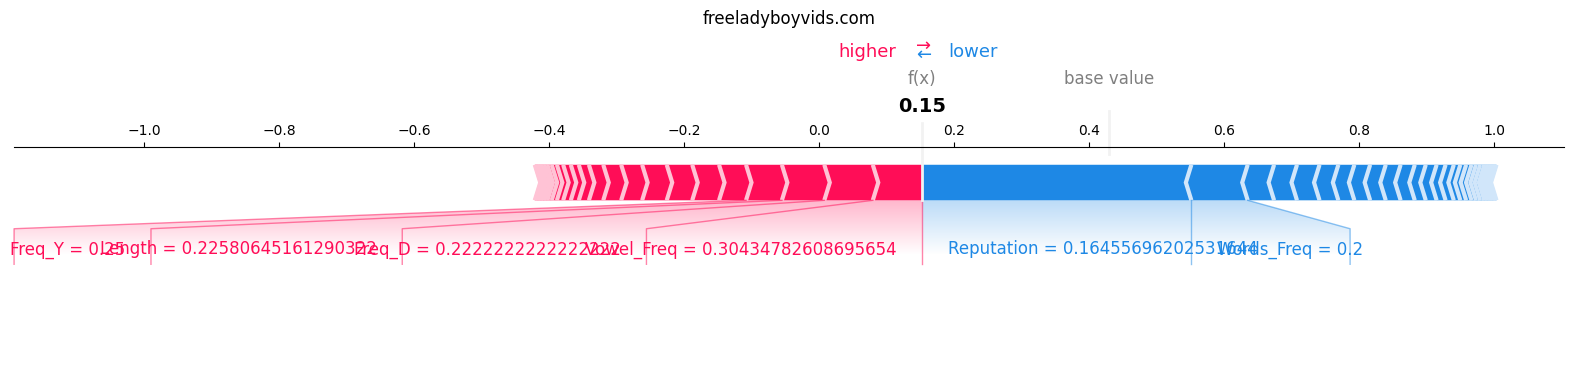 freeladyboyvids.com
higher ⇄ lower
f(x) base value
0.15
−1.0 −0.8 −0.6 −0.4 −0.2 0.0 0.2 0.4 0.6 0.8 1.0
Freq_Y = 0.25 Length = 0.22580645161290322 Freq_D = 0.2222222222222222 Vowel_Freq = 0.30434782608695654 Reputation = 0.1645569620253164 Words_Freq = 0.2